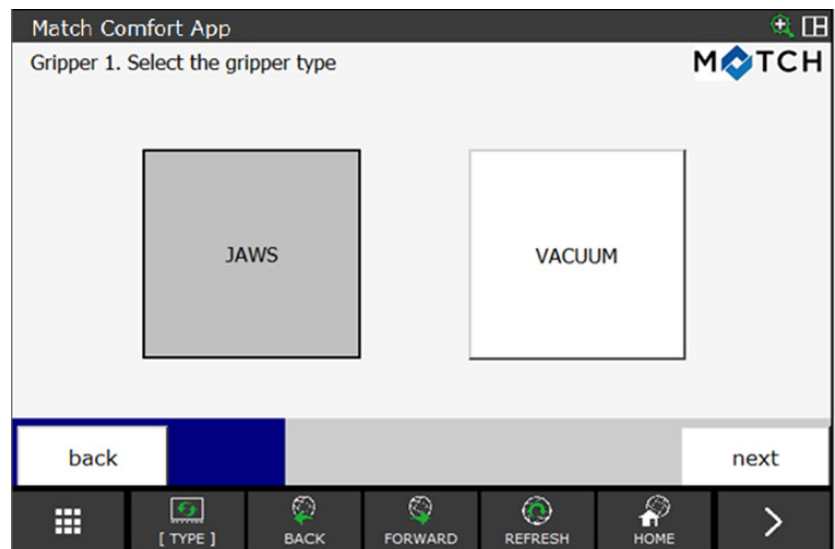 Match Comfort App
Gripper 1. Select the gripper type
MATCH
JAWS
VACUUM
back
next
[ TYPE ]
BACK
FORWARD
REFRESH
HOME